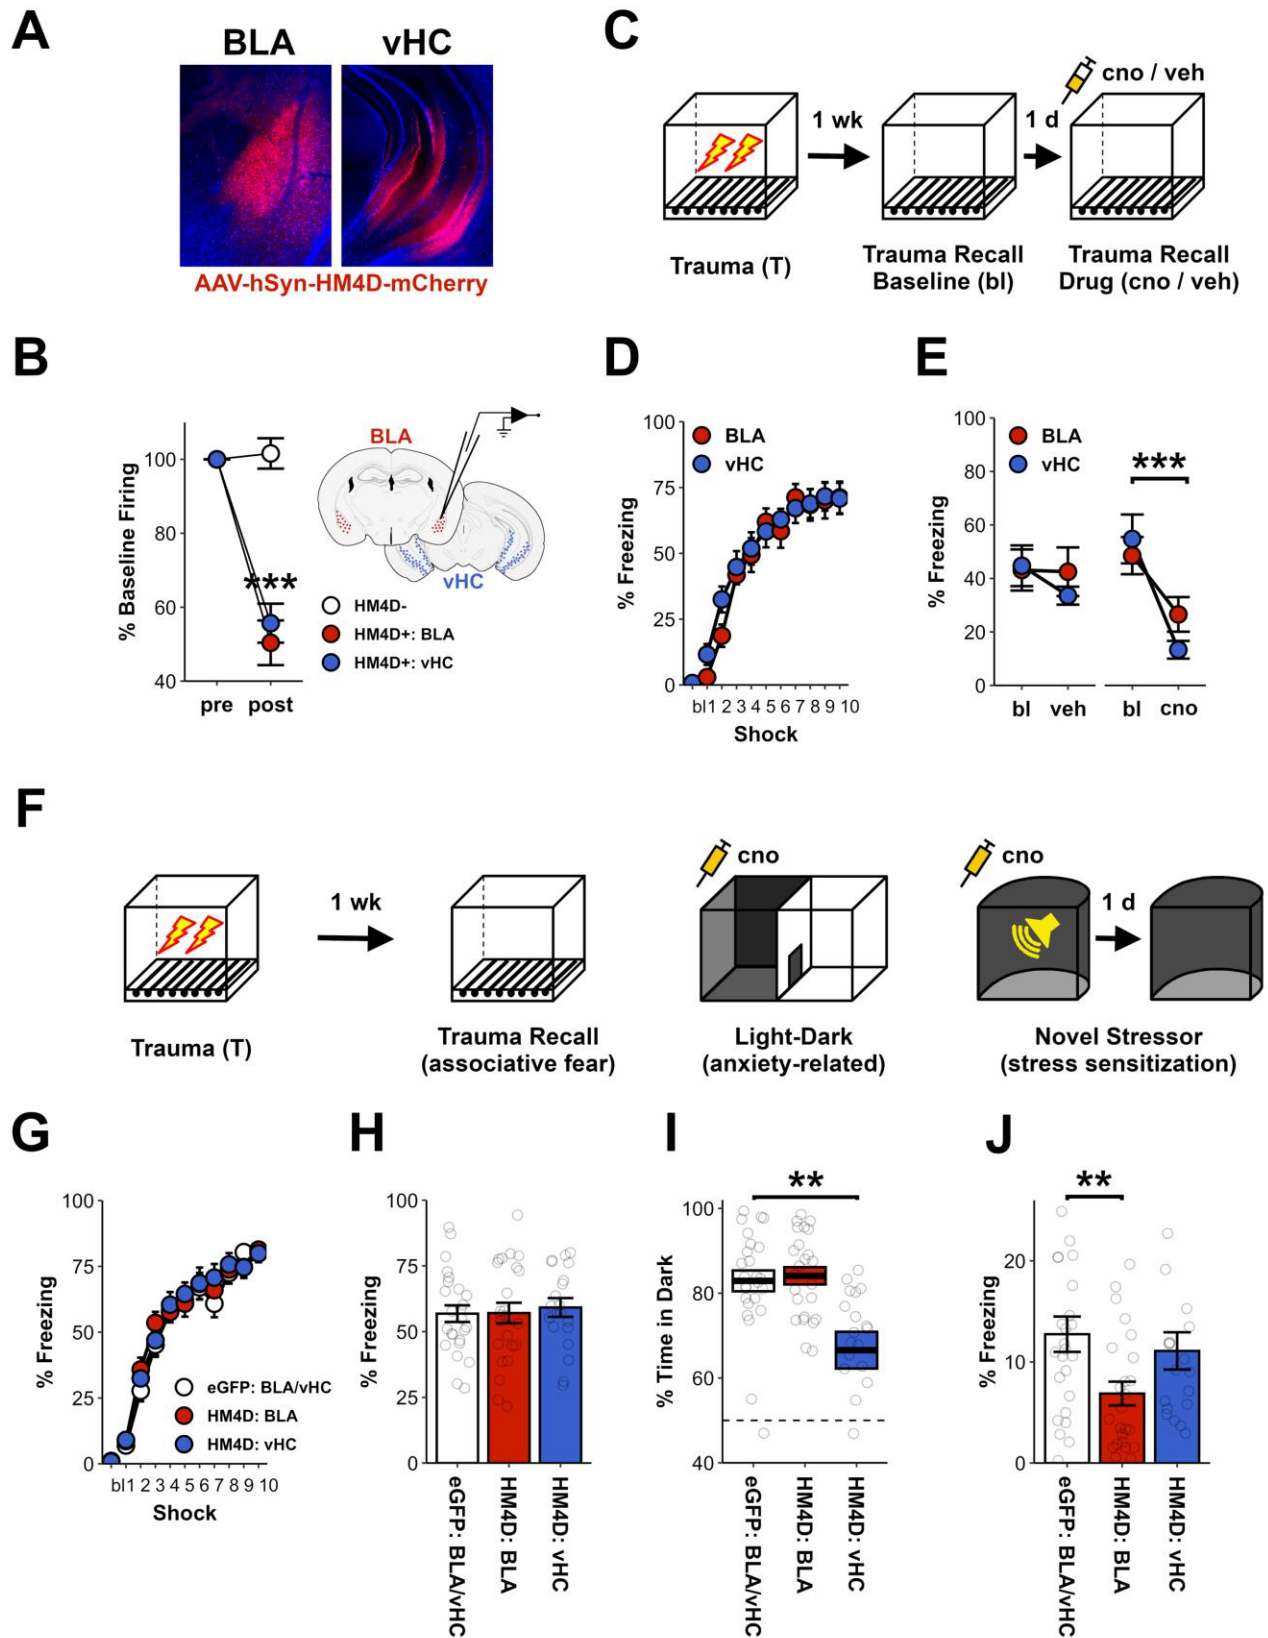 A
BLA
vHC
AAV-hSyn-HM4D-mCherry
C
cno / veh
1 wk
1 d
Trauma (T)
Trauma Recall
Baseline (bl)
Trauma Recall
Drug (cno / veh)
B
% Baseline Firing
100
80
60
40
***
pre
post
BLA
vHC
HM4D-
HM4D+: BLA
HM4D+: vHC
D
% Freezing
100
75
50
25
0
BLA
vHC
bl 1 2 3 4 5 6 7 8 9 10
Shock
E
% Freezing
100
80
60
40
20
0
BLA
vHC
***
bl veh
bl cno
F
1 wk
cno
cno
1 d
Trauma (T)
Trauma Recall
(associative fear)
Light-Dark
(anxiety-related)
Novel Stressor
(stress sensitization)
G
% Freezing
100
75
50
25
0
eGFP: BLA/vHC
HM4D: BLA
HM4D: vHC
bl 1 2 3 4 5 6 7 8 9 10
Shock
H
% Freezing
100
75
50
25
0
eGFP: BLA/vHC
HM4D: BLA
HM4D: vHC
I
% Time in Dark
100
80
60
40
**
eGFP: BLA/vHC
HM4D: BLA
HM4D: vHC
J
% Freezing
20
10
0
**
eGFP: BLA/vHC
HM4D: BLA
HM4D: vHC